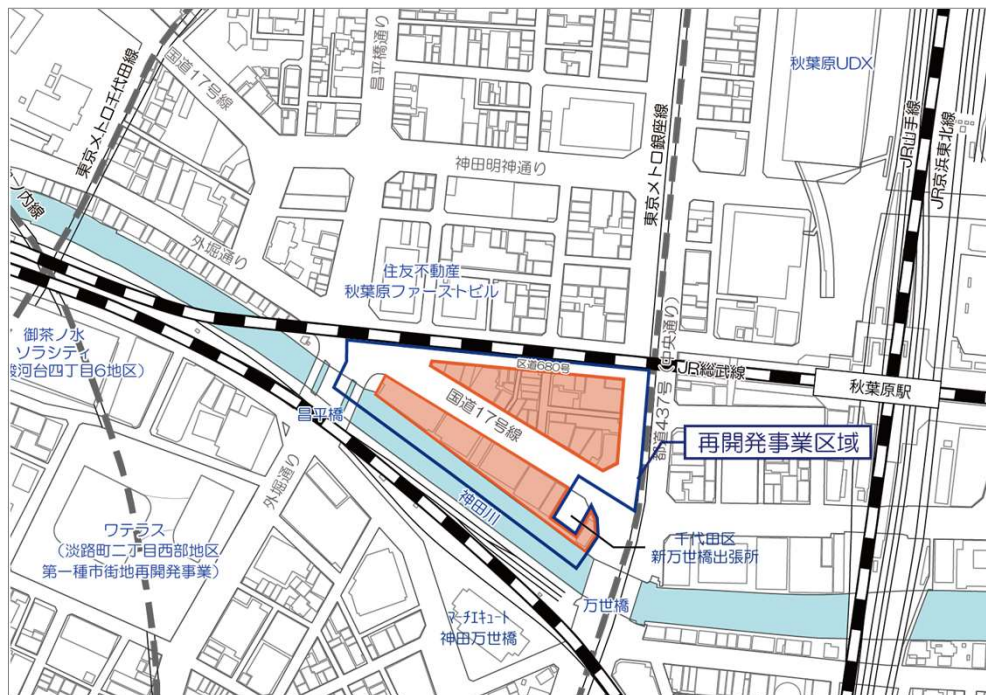 東京メトロ千代田線
国道17号線
昌平橋通り
秋葉原UDX
東京メトロ銀座線
JR山手線
JR京浜東北線
神田明神通り
ノ内線
外堀通り
住友不動産
秋葉原ファーストビル
御茶ノ水
ソラシティ
駿河台四丁目6地区)
区道680号
都道437号(中央通り)
JR総武線
秋葉原駅
昌平橋
国道17号線
再開発事業区域
外堀通り
神田川
ワテラス
(淡路町二丁目西部地区
第一種市街地再開発事業)
千代田区
新万世橋出張所
万世橋
マーチエキュート
神田万世橋